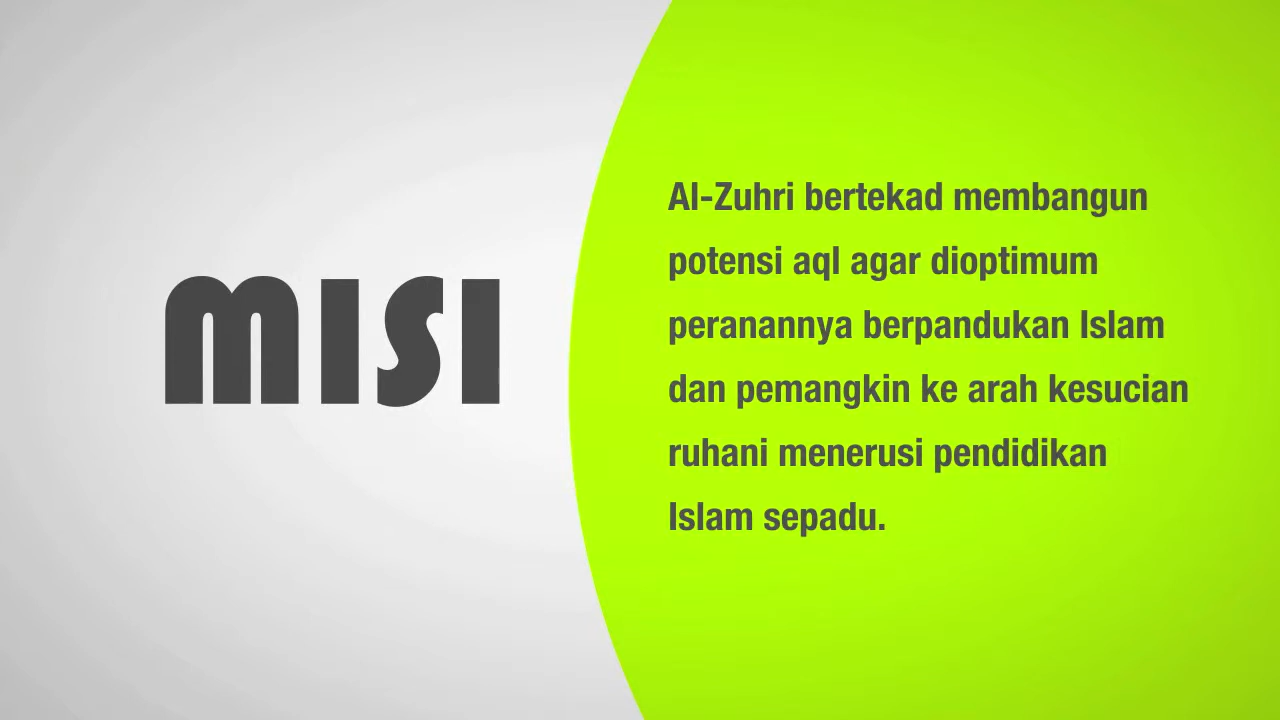 MISI
Al-Zuhri bertekad membangun
potensi aql agar dioptimum
peranannya berpandukan Islam
dan pemangkin ke arah kesucian
ruhani menerusi pendidikan
Islam sepadu.